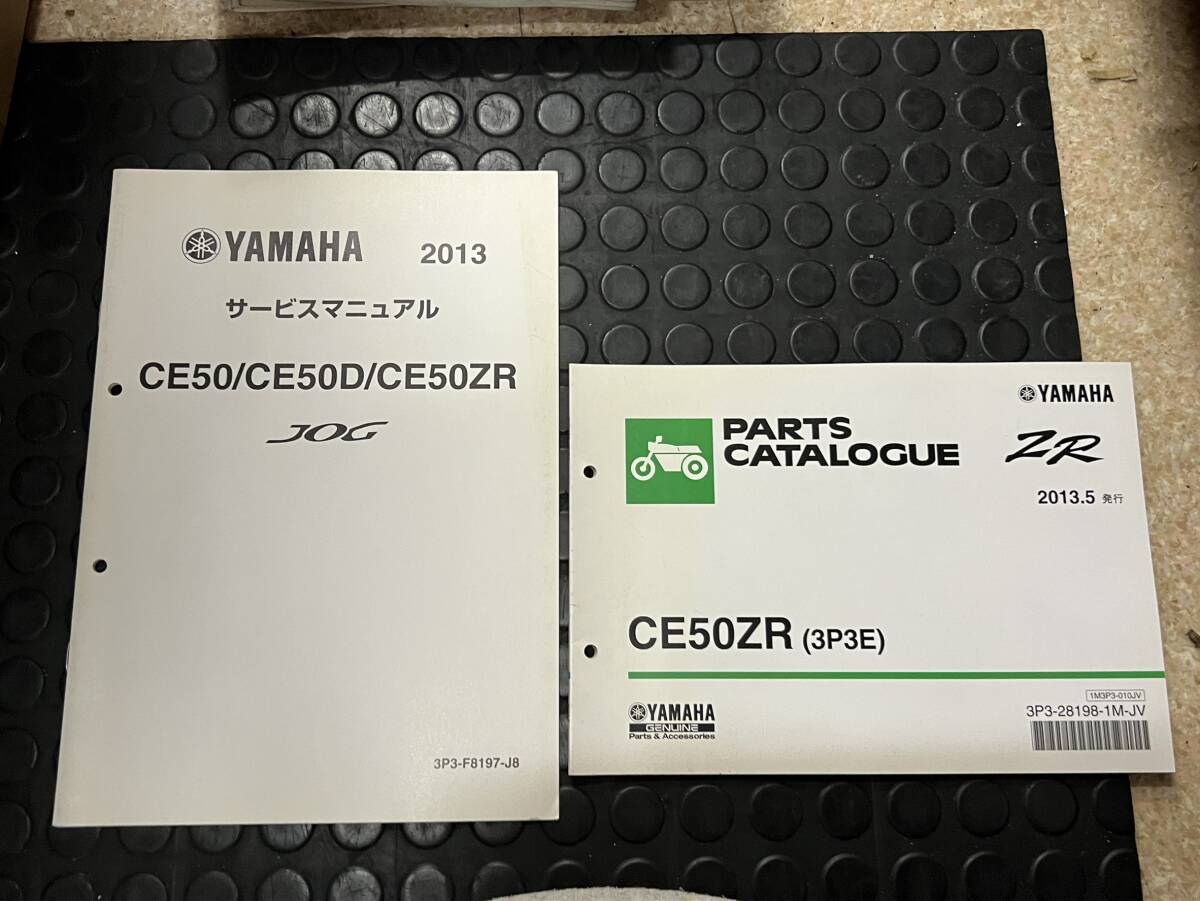 YAMAHA 2013
サービスマニュアル
CE50/CE50D/CE50ZR
JOG
3P3-F8197-J8
YAMAHA
PARTS
CATALOGUE
ZR
2013.5 発行
CE50ZR (3P3E)
1M3P3-010JV
3P3-28198-1M-JV
YAMAHA
GENUINE
Parts & Accessories